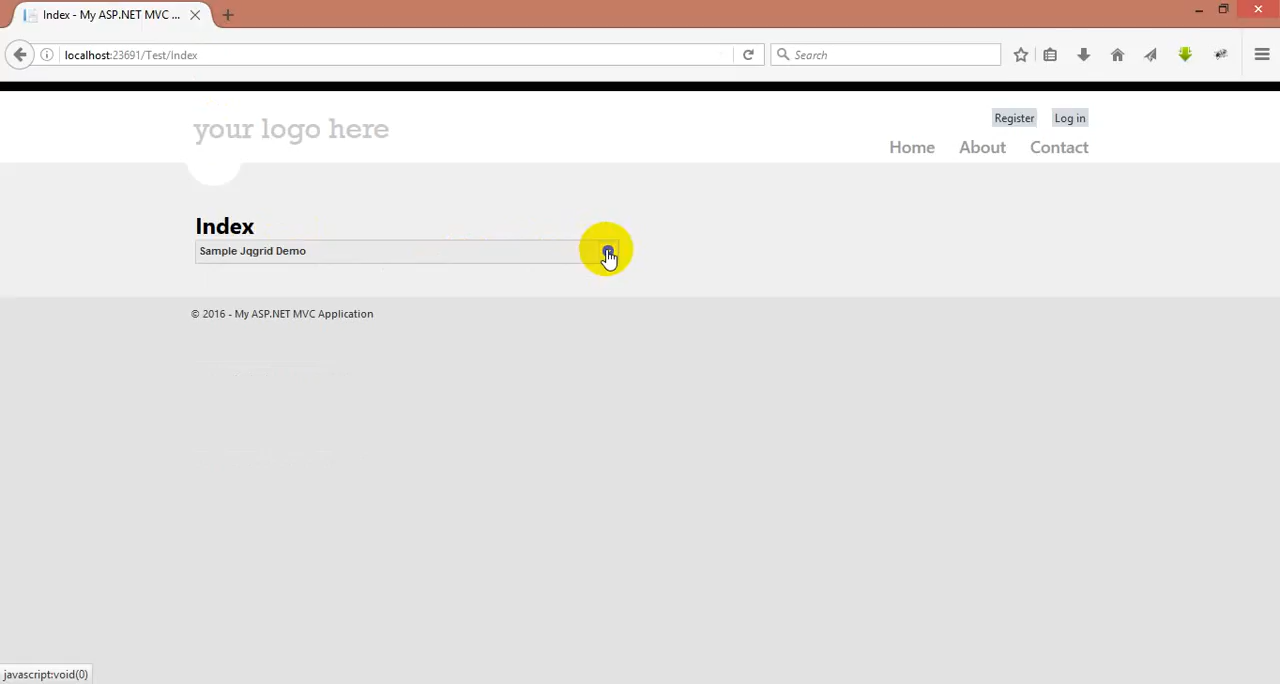 Index - My ASP.NET MVC ...
localhost:23691/Test/Index
Search
your logo here
Register Log in
Home About Contact
Index
Sample Jqgrid Demo
© 2016 - My ASP.NET MVC Application
javascript:void(0)